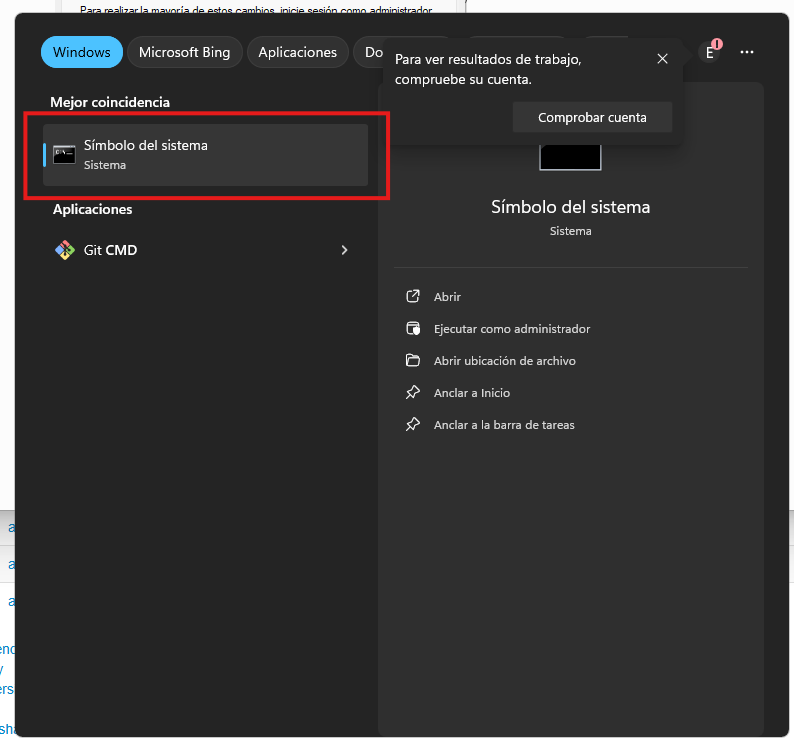 Para realizar la mayoría de estos cambios, inicie sesión como administrador
Windows
Microsoft Bing
Aplicaciones
Do
Para ver resultados de trabajo,
compruebe su cuenta.
Comprobar cuenta
E
Mejor coincidencia
Símbolo del sistema
Sistema
Aplicaciones
Git CMD
Símbolo del sistema
Sistema
Abrir
Ejecutar como administrador
Abrir ubicación de archivo
Anclar a Inicio
Anclar a la barra de tareas
a
a
a
y